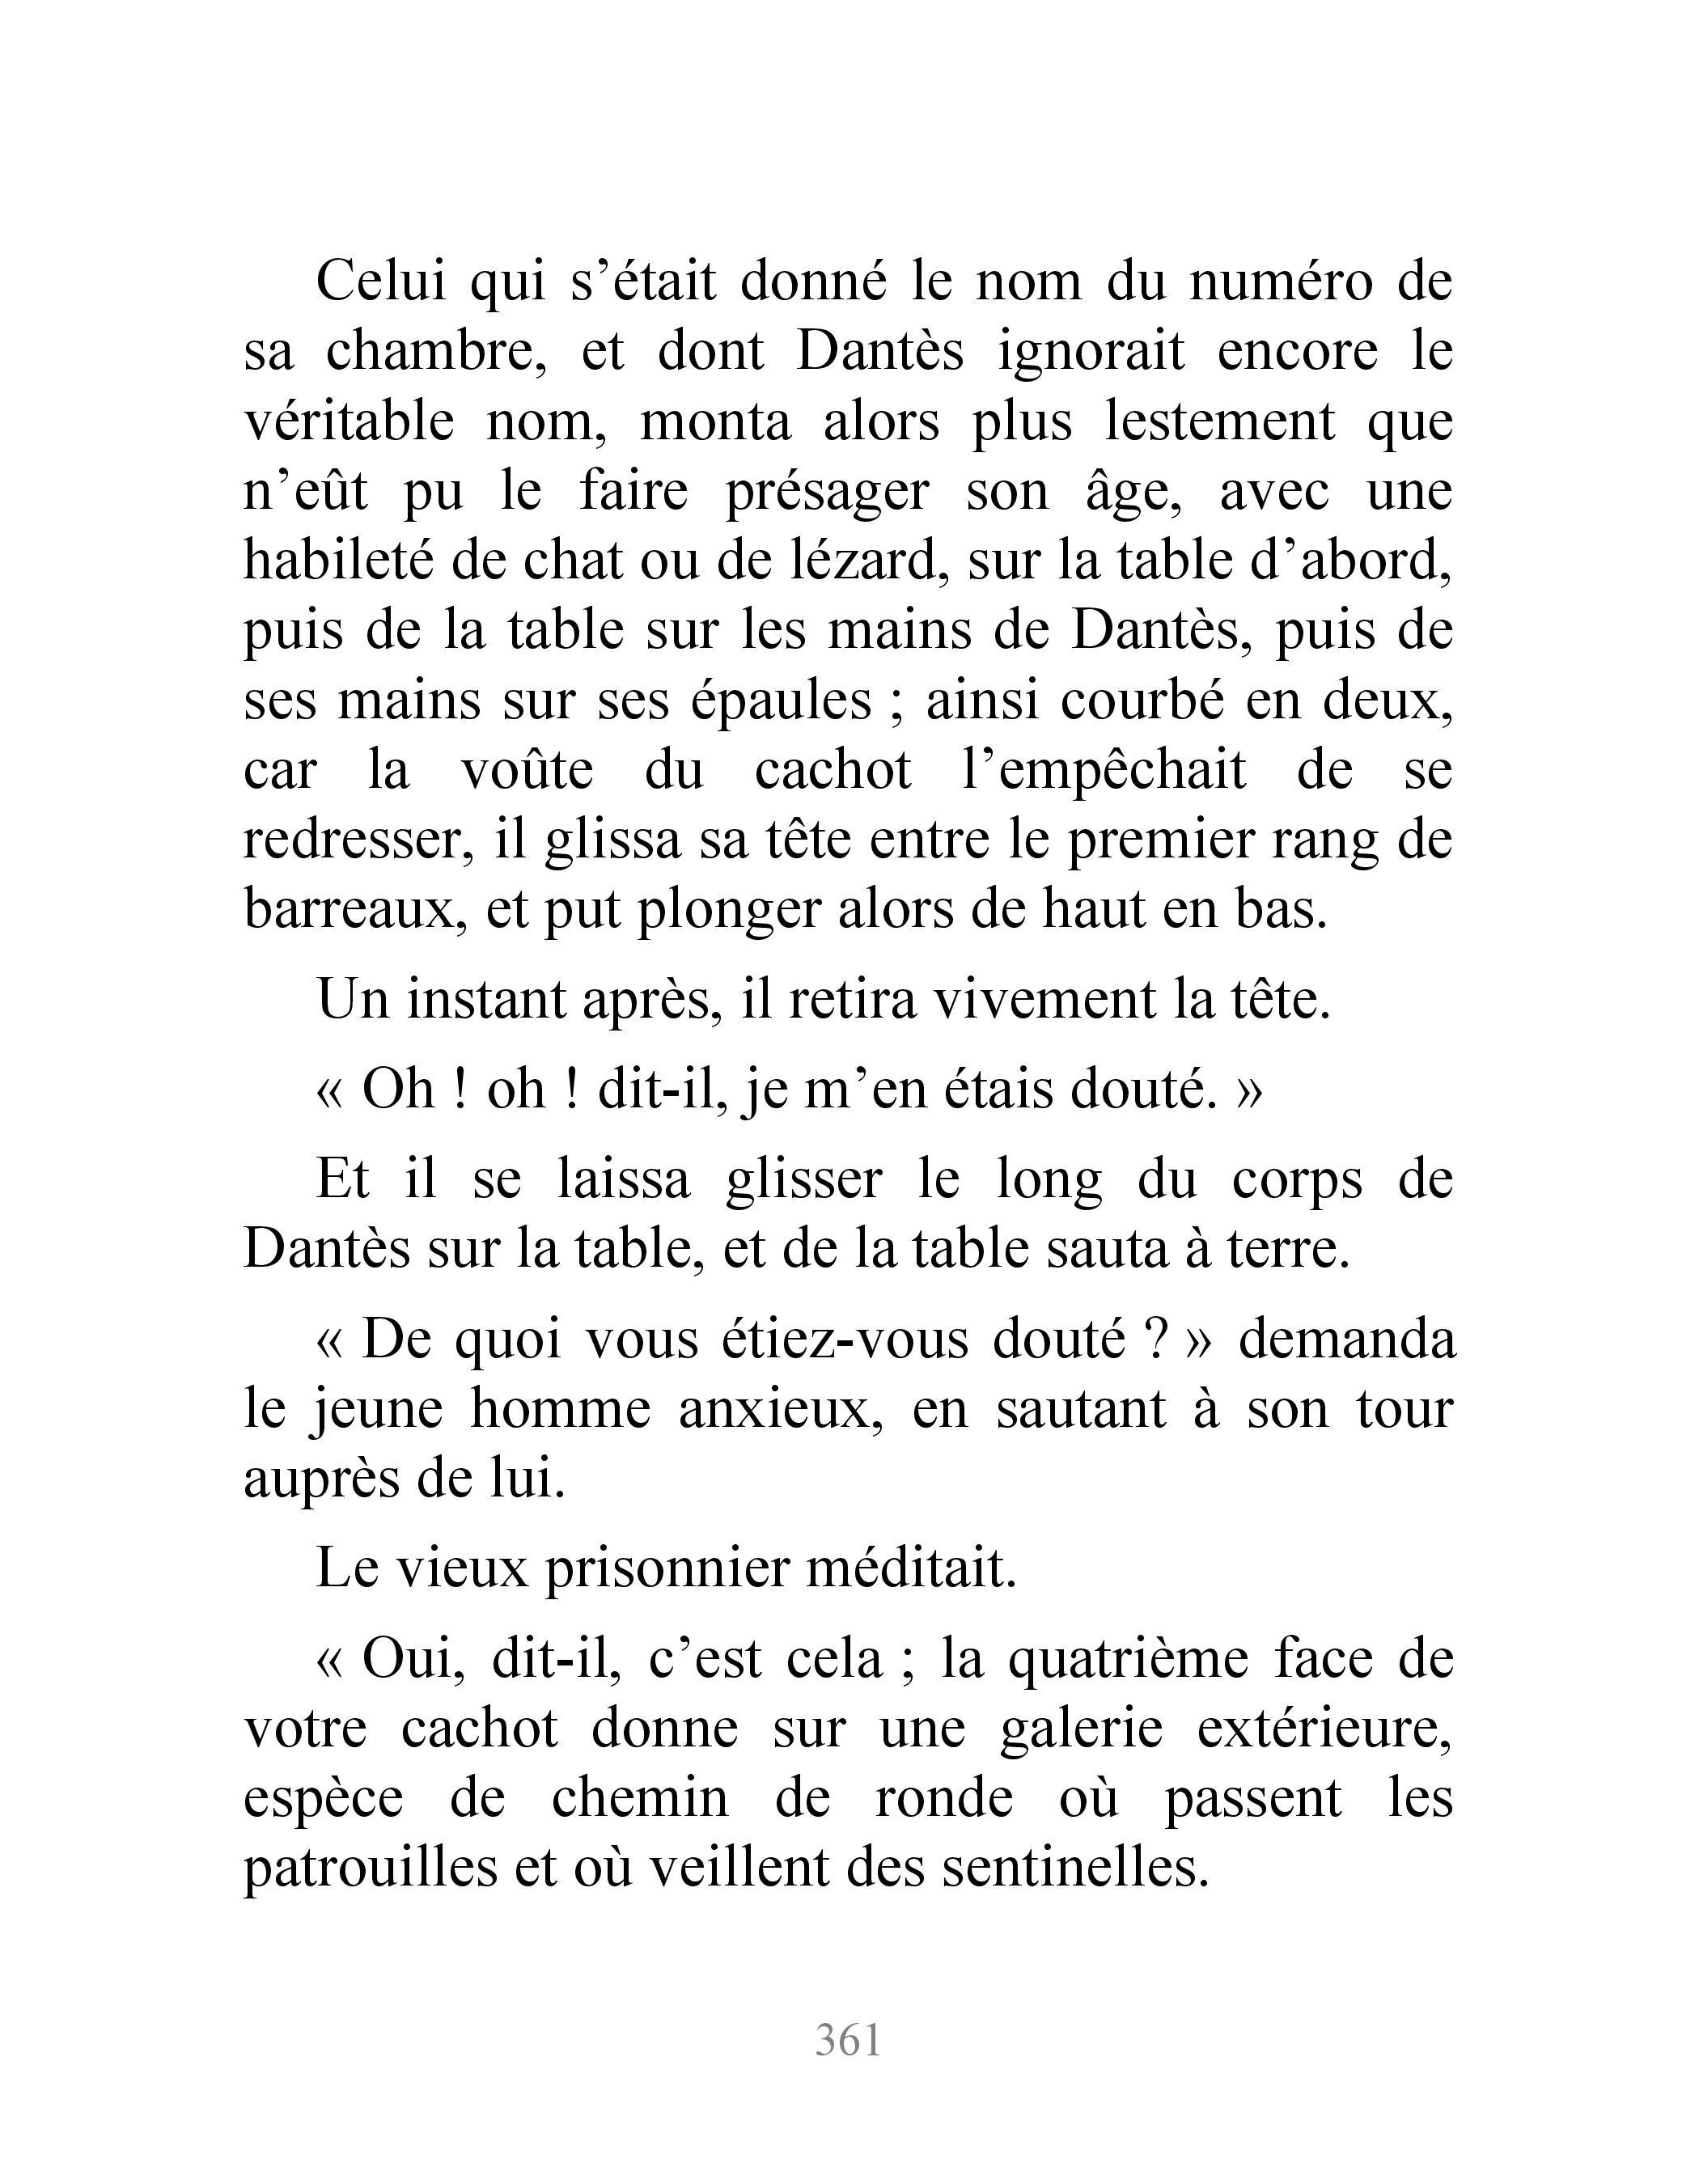 Celui qui s’était donné le nom du numéro de
sa chambre, et dont Dantès ignorait encore le
véritable nom, monta alors plus lestement que
n’eût pu le faire présager son âge, avec une
habileté de chat ou de lézard, sur la table d’abord,
puis de la table sur les mains de Dantès, puis de
ses mains sur ses épaules ; ainsi courbé en deux,
car la voûte du cachot l’empêchait de se
redresser, il glissa sa tête entre le premier rang de
barreaux, et put plonger alors de haut en bas.
Un instant après, il retira vivement la tête.
« Oh ! oh ! dit-il, je m’en étais douté. »
Et il se laissa glisser le long du corps de
Dantès sur la table, et de la table sauta à terre.
« De quoi vous étiez-vous douté ? » demanda
le jeune homme anxieux, en sautant à son tour
auprès de lui.
Le vieux prisonnier méditait.
« Oui, dit-il, c’est cela ; la quatrième face de
votre cachot donne sur une galerie extérieure,
espèce de chemin de ronde où passent les
patrouilles et où veillent des sentinelles.
361